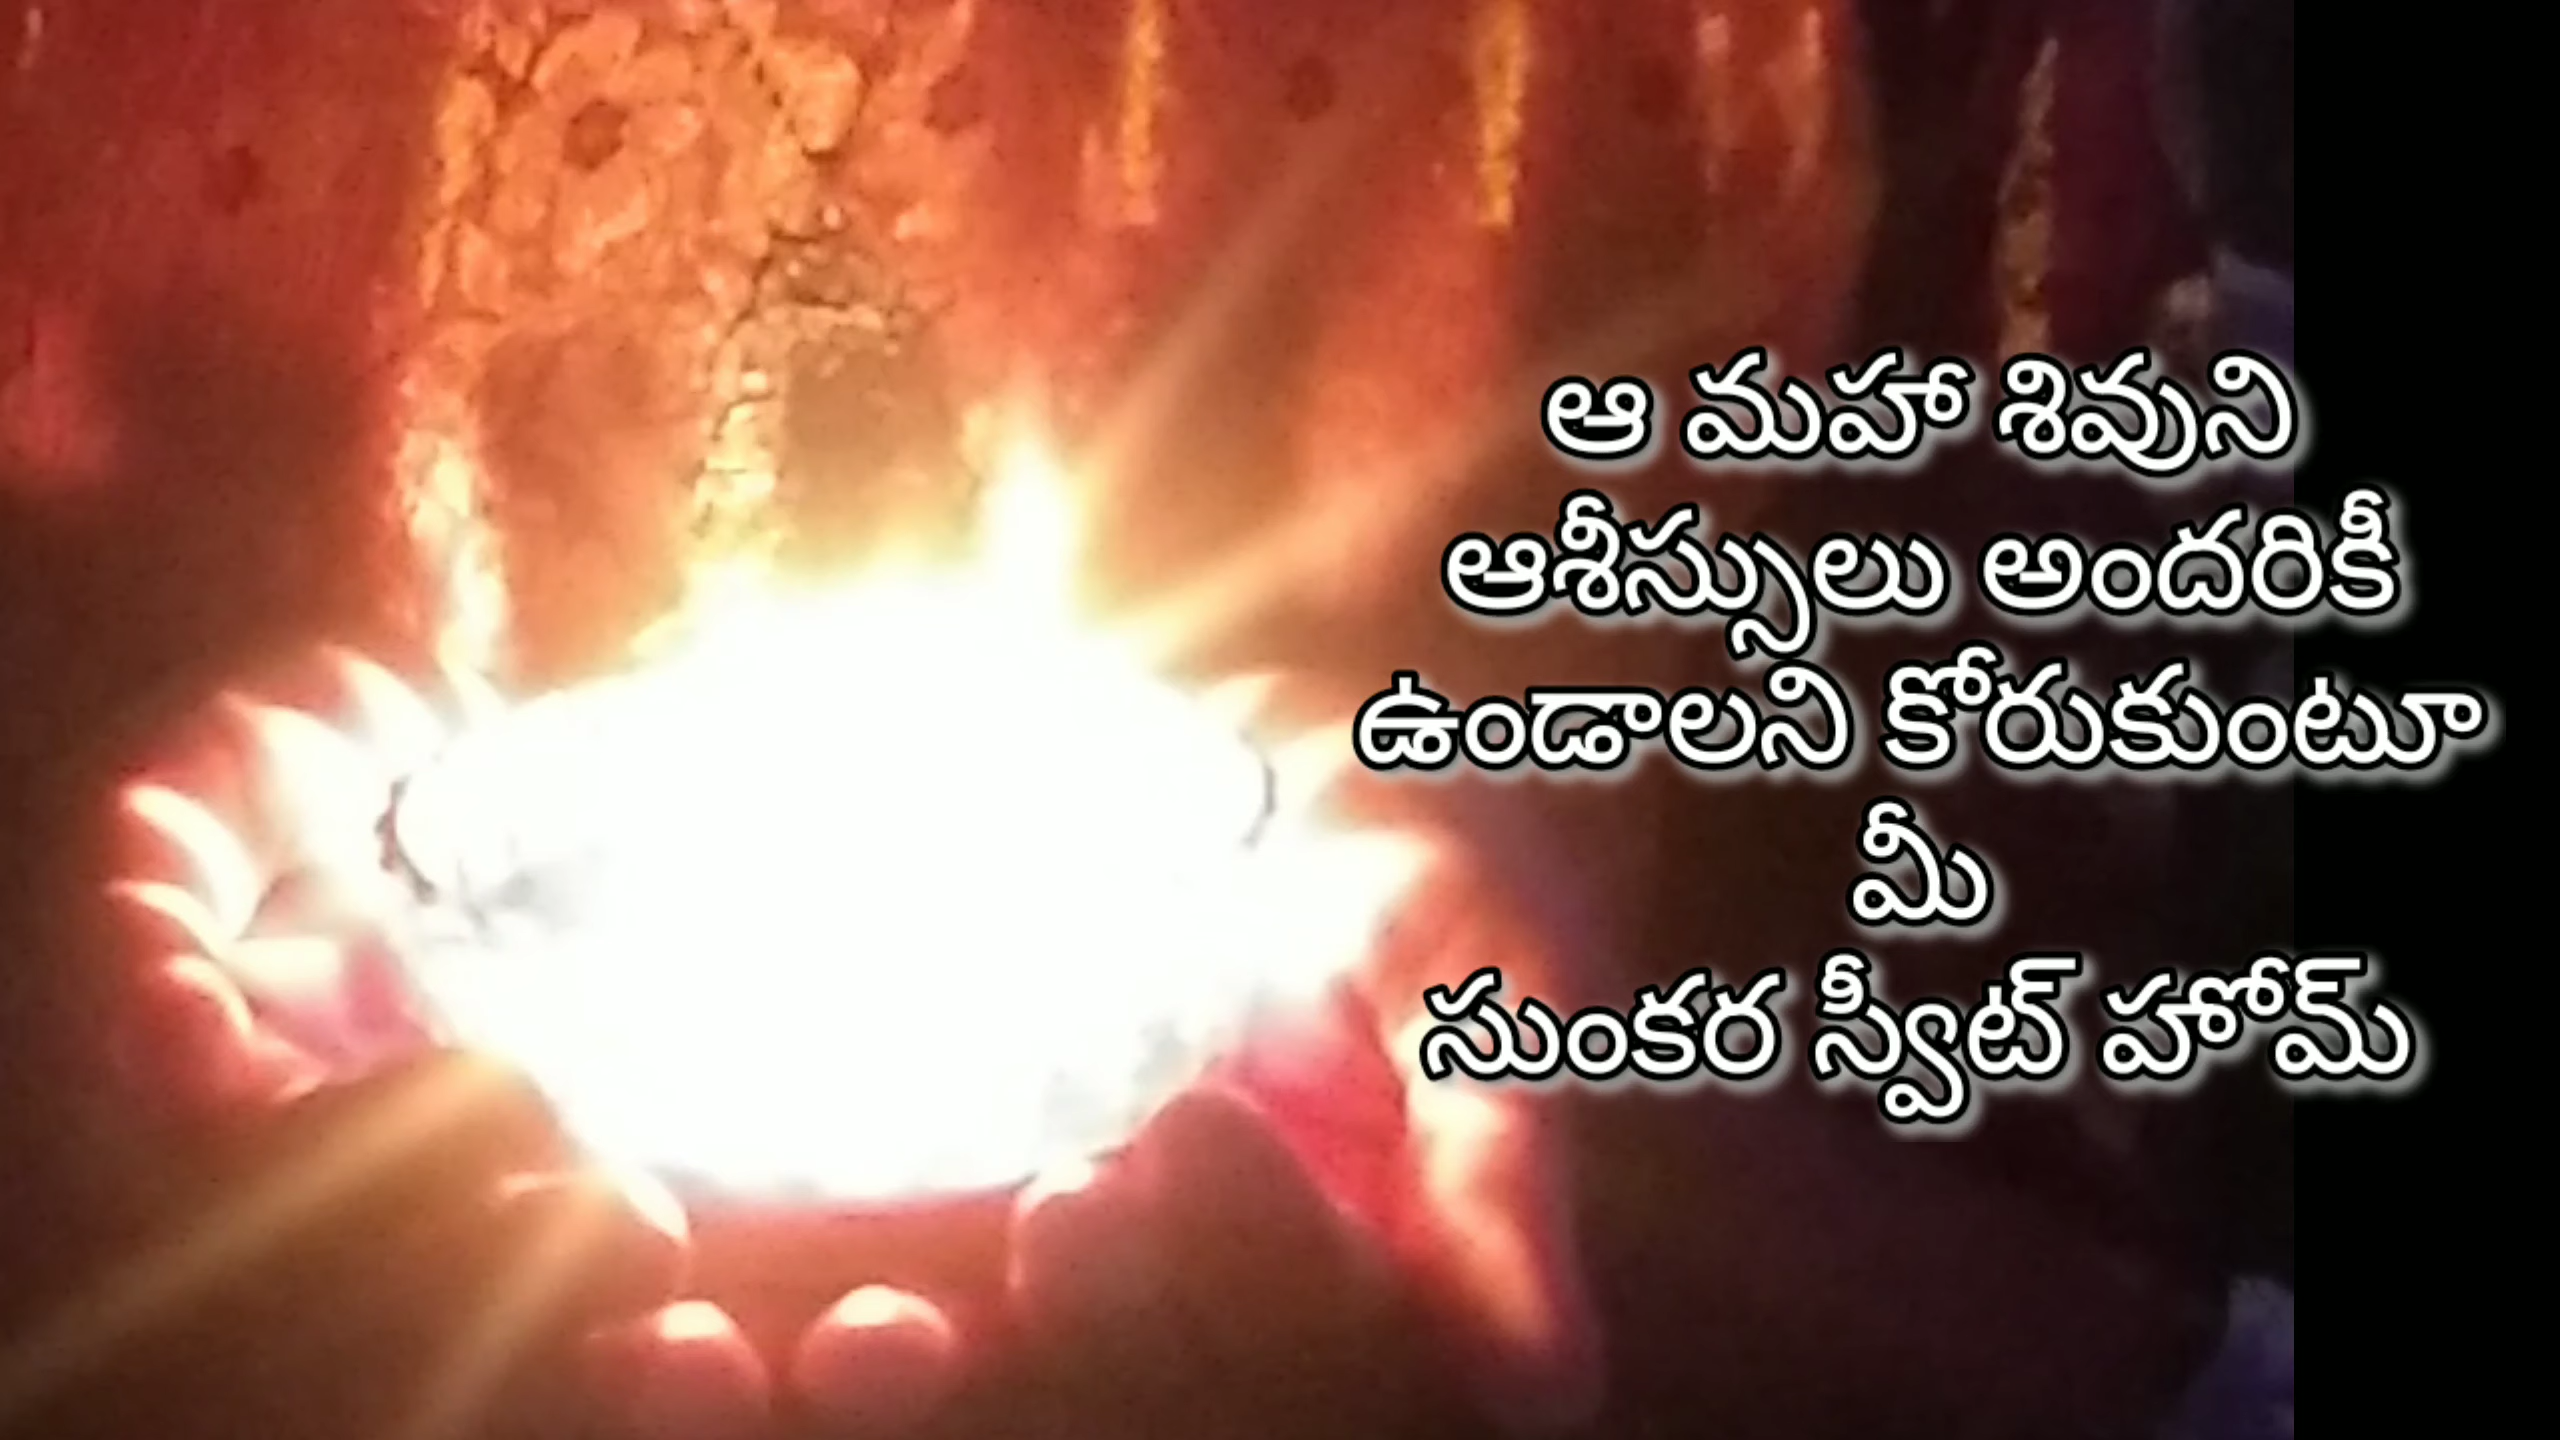 ఆ మహా శివుని
ఆశీస్సులు అందరికీ
ఉండాలని కోరుకుంటూ
మీ
సుంకర స్వీట్ హోమ్